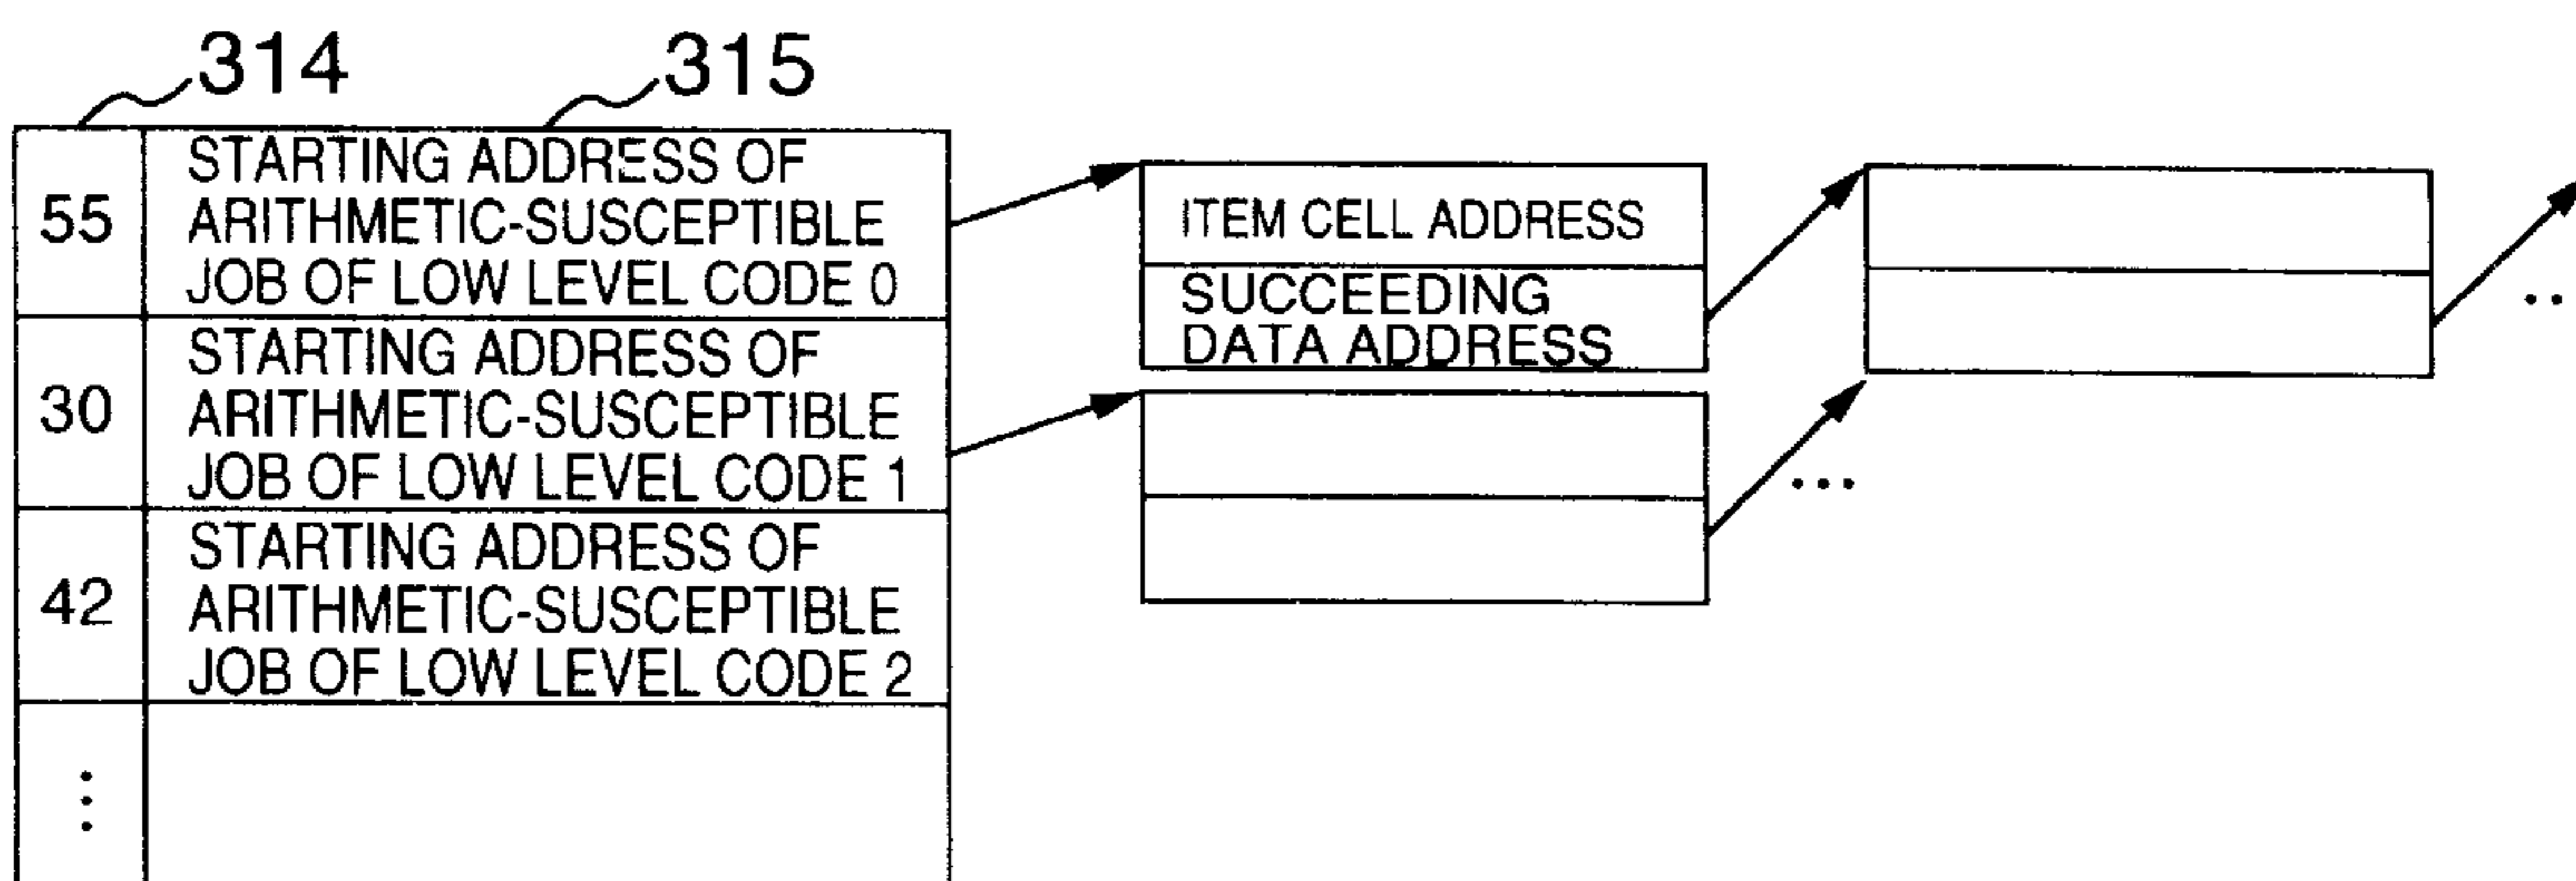 314
315
55
STARTING ADDRESS OF
ARITHMETIC-SUSCEPTIBLE
JOB OF LOW LEVEL CODE 0
ITEM CELL ADDRESS
SUCCEEDING
DATA ADDRESS
...
30
STARTING ADDRESS OF
ARITHMETIC-SUSCEPTIBLE
JOB OF LOW LEVEL CODE 1
...
42
STARTING ADDRESS OF
ARITHMETIC-SUSCEPTIBLE
JOB OF LOW LEVEL CODE 2
⋮